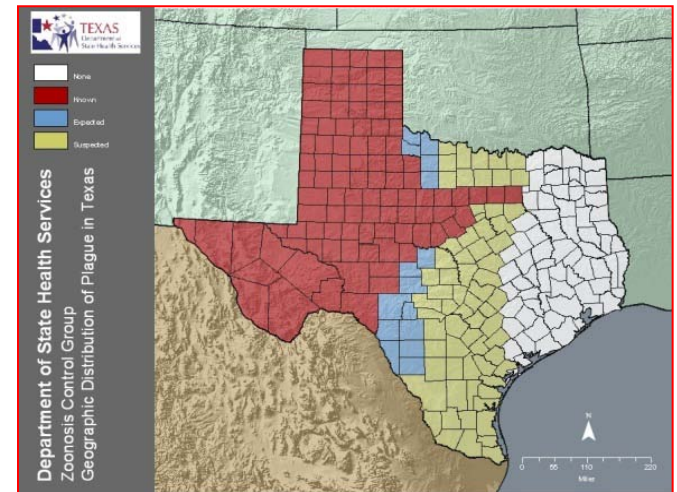 TEXAS
Department of
State Health Services
None
Known
Expected
Suspected
Department of State Health Services
Zoonosis Control Group
Geographic Distribution of Plague in Texas
N
0 55 110 220
Miles